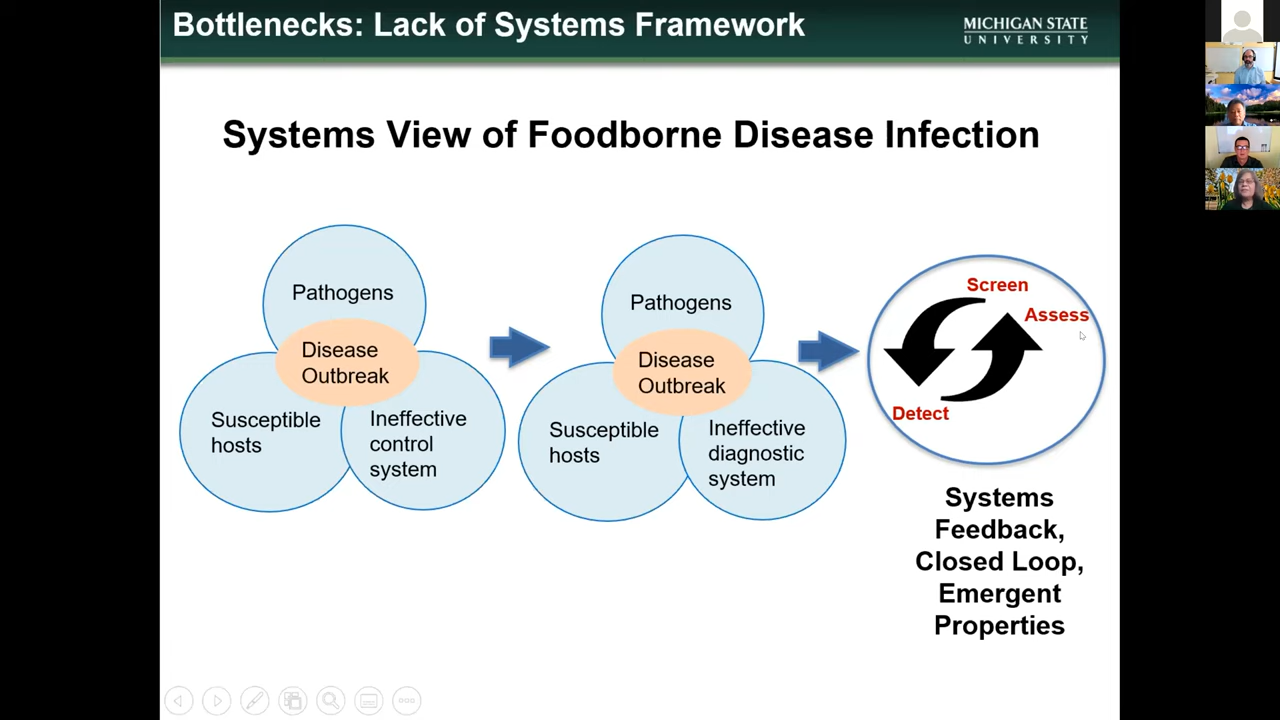 Bottlenecks: Lack of Systems Framework
MICHIGAN STATE
UNIVERSITY
Systems View of Foodborne Disease Infection
Pathogens
Disease
Outbreak
Susceptible
hosts
Ineffective
control
system
Pathogens
Disease
Outbreak
Susceptible
hosts
Ineffective
diagnostic
system
Screen
Assess
Detect
Systems
Feedback,
Closed Loop,
Emergent
Properties